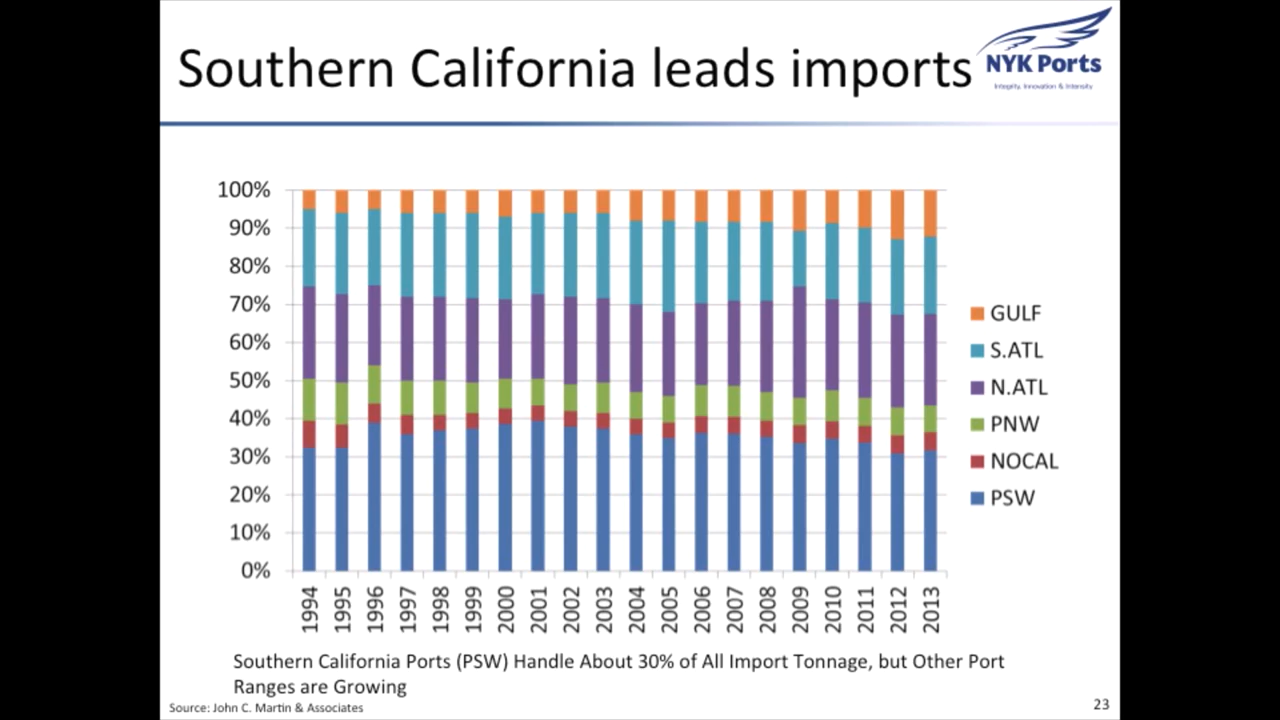 Southern California leads imports
NYK Ports
Integrity, Innovation & Intensity
100%
90%
80%
70%
60%
50%
40%
30%
20%
10%
0%
GULF
S.ATL
N.ATL
PNW
NOCAL
PSW
1994 1995 1996 1997 1998 1999 2000 2001 2002 2003 2004 2005 2006 2007 2008 2009 2010 2011 2012 2013
Southern California Ports (PSW) Handle About 30% of All Import Tonnage, but Other Port
Ranges are Growing
Source: John C. Martin & Associates
23